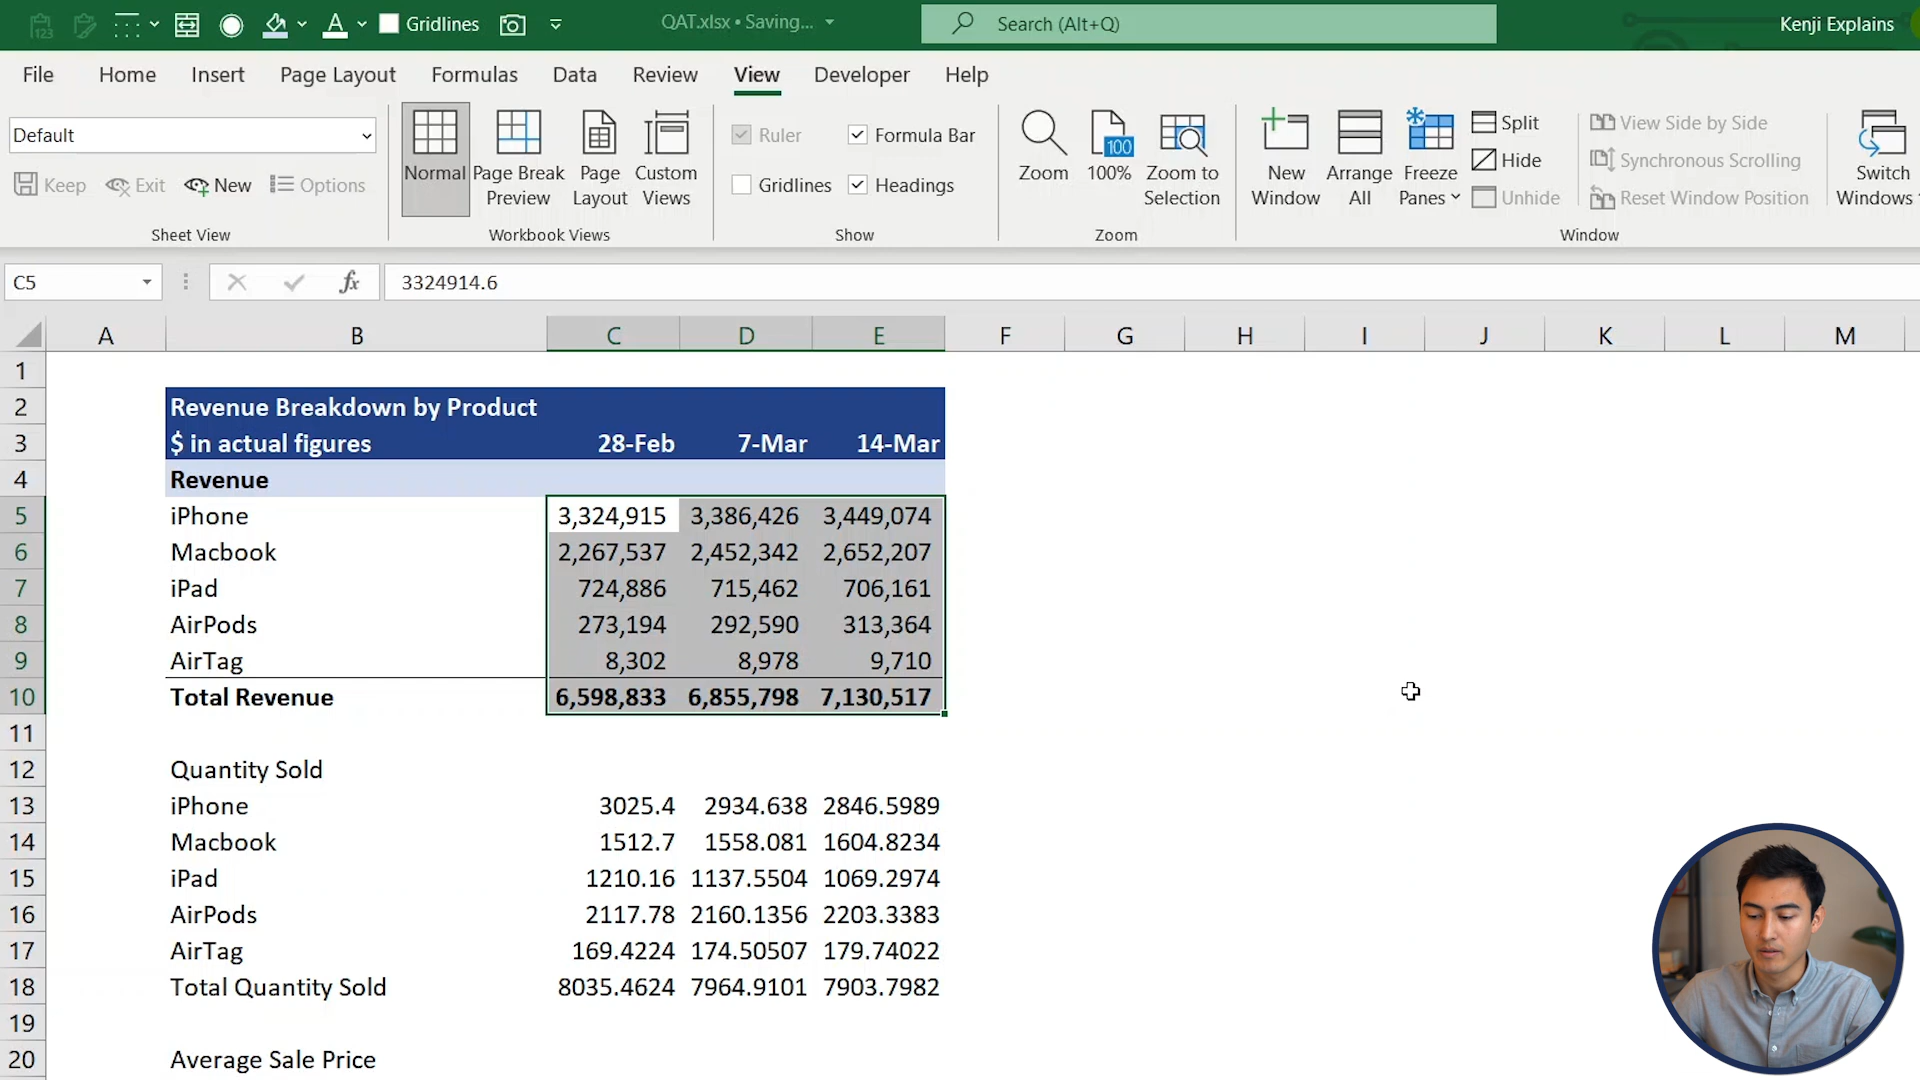 123
Gridlines
QAT.xlsx • Saving...
Search (Alt+Q)
Kenji Explains
File Home Insert Page Layout Formulas Data Review View Developer Help
Default
Keep Exit New Options
Sheet View
Normal
Page Break Preview
Page Layout
Custom Views
Workbook Views
Ruler
Formula Bar
Gridlines
Headings
Show
Zoom
100
100%
Zoom to Selection
Zoom
New Window
Arrange All
Freeze Panes
Split
Hide
Unhide
View Side by Side
Synchronous Scrolling
Reset Window Position
Switch Windows
Window
C5
fx
3324914.6
A B C D E F G H I J K L M
1
2 Revenue Breakdown by Product
3 $ in actual figures 28-Feb 7-Mar 14-Mar
4 Revenue
5 iPhone 3,324,915 3,386,426 3,449,074
6 Macbook 2,267,537 2,452,342 2,652,207
7 iPad 724,886 715,462 706,161
8 AirPods 273,194 292,590 313,364
9 AirTag 8,302 8,978 9,710
10 Total Revenue 6,598,833 6,855,798 7,130,517
11
12 Quantity Sold
13 iPhone 3025.4 2934.638 2846.5989
14 Macbook 1512.7 1558.081 1604.8234
15 iPad 1210.16 1137.5504 1069.2974
16 AirPods 2117.78 2160.1356 2203.3383
17 AirTag 169.4224 174.50507 179.74022
18 Total Quantity Sold 8035.4624 7964.9101 7903.7982
19
20 Average Sale Price